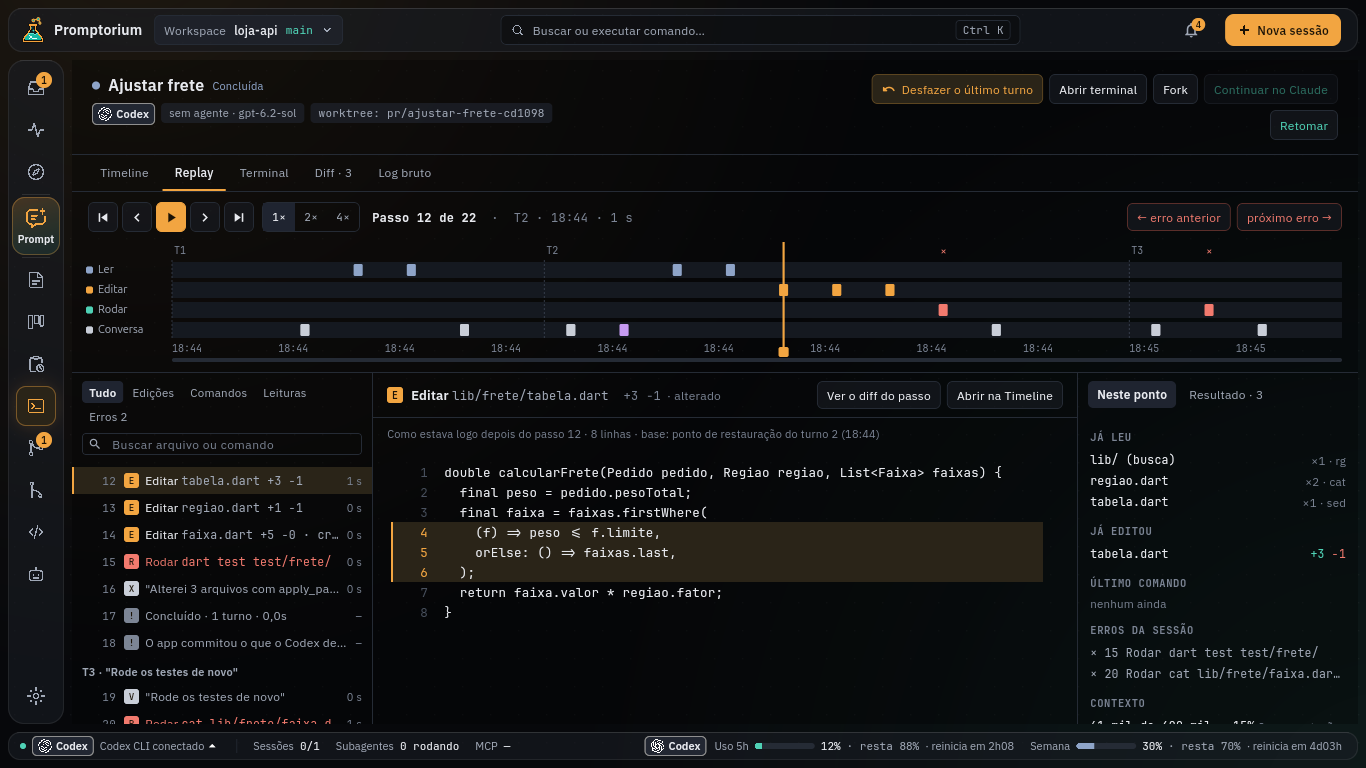 Promptorium
Workspace loja-api main
Buscar ou executar comando...
Ctrl K
4
+ Nova sessão
1
Prompt
1
Ajustar frete Concluída
Codex
sem agente · gpt-6.2-sol
worktree: pr/ajustar-frete-cd1098
Desfazer o último turno
Abrir terminal
Fork
Continuar no Claude
Retomar
Timeline
Replay
Terminal
Diff · 3
Log bruto
1×
2×
4×
Passo 12 de 22 · T2 · 18:44 · 1 s
← erro anterior
próximo erro →
T1
T2
×
T3
×
Ler
Editar
Rodar
Conversa
18:44
18:44
18:44
18:44
18:44
18:44
18:44
18:44
18:44
18:45
18:45
Tudo
Edições
Comandos
Leituras
Erros 2
Buscar arquivo ou comando
12 E Editar tabela.dart +3 -1 1 s
13 E Editar regiao.dart +1 -1 0 s
14 E Editar faixa.dart +5 -0 · cr… 0 s
15 R Rodar dart test test/frete/ 0 s
16 X "Alterei 3 arquivos com apply_pa… 0 s
17 ! Concluído · 1 turno · 0,0s –
18 ! O app commitou o que o Codex de… –
T3 · "Rode os testes de novo"
19 V "Rode os testes de novo" 0 s
20 R Rodar cat lib/frete/faixa.d… 1 s
E Editar lib/frete/tabela.dart +3 -1 · alterado
Ver o diff do passo
Abrir na Timeline
Como estava logo depois do passo 12 · 8 linhas · base: ponto de restauração do turno 2 (18:44)
1 double calcularFrete(Pedido pedido, Regiao regiao, List<Faixa> faixas) {
2 final peso = pedido.pesoTotal;
3 final faixa = faixas.firstWhere(
4 (f) => peso <= f.limite,
5 orElse: () => faixas.last,
6 );
7 return faixa.valor * regiao.fator;
8 }
Neste ponto
Resultado · 3
JÁ LEU
lib/ (busca) ×1 · rg
regiao.dart ×2 · cat
tabela.dart ×1 · sed
JÁ EDITOU
tabela.dart +3 -1
ÚLTIMO COMANDO
nenhum ainda
ERROS DA SESSÃO
× 15 Rodar dart test test/frete/
× 20 Rodar cat lib/frete/faixa.dar…
CONTEXTO
Codex
Codex CLI conectado
Sessões 0/1
Subagentes 0 rodando
MCP —
Codex
Uso 5h 12% · resta 88% · reinicia em 2h08
Semana 30% · resta 70% · reinicia em 4d03h